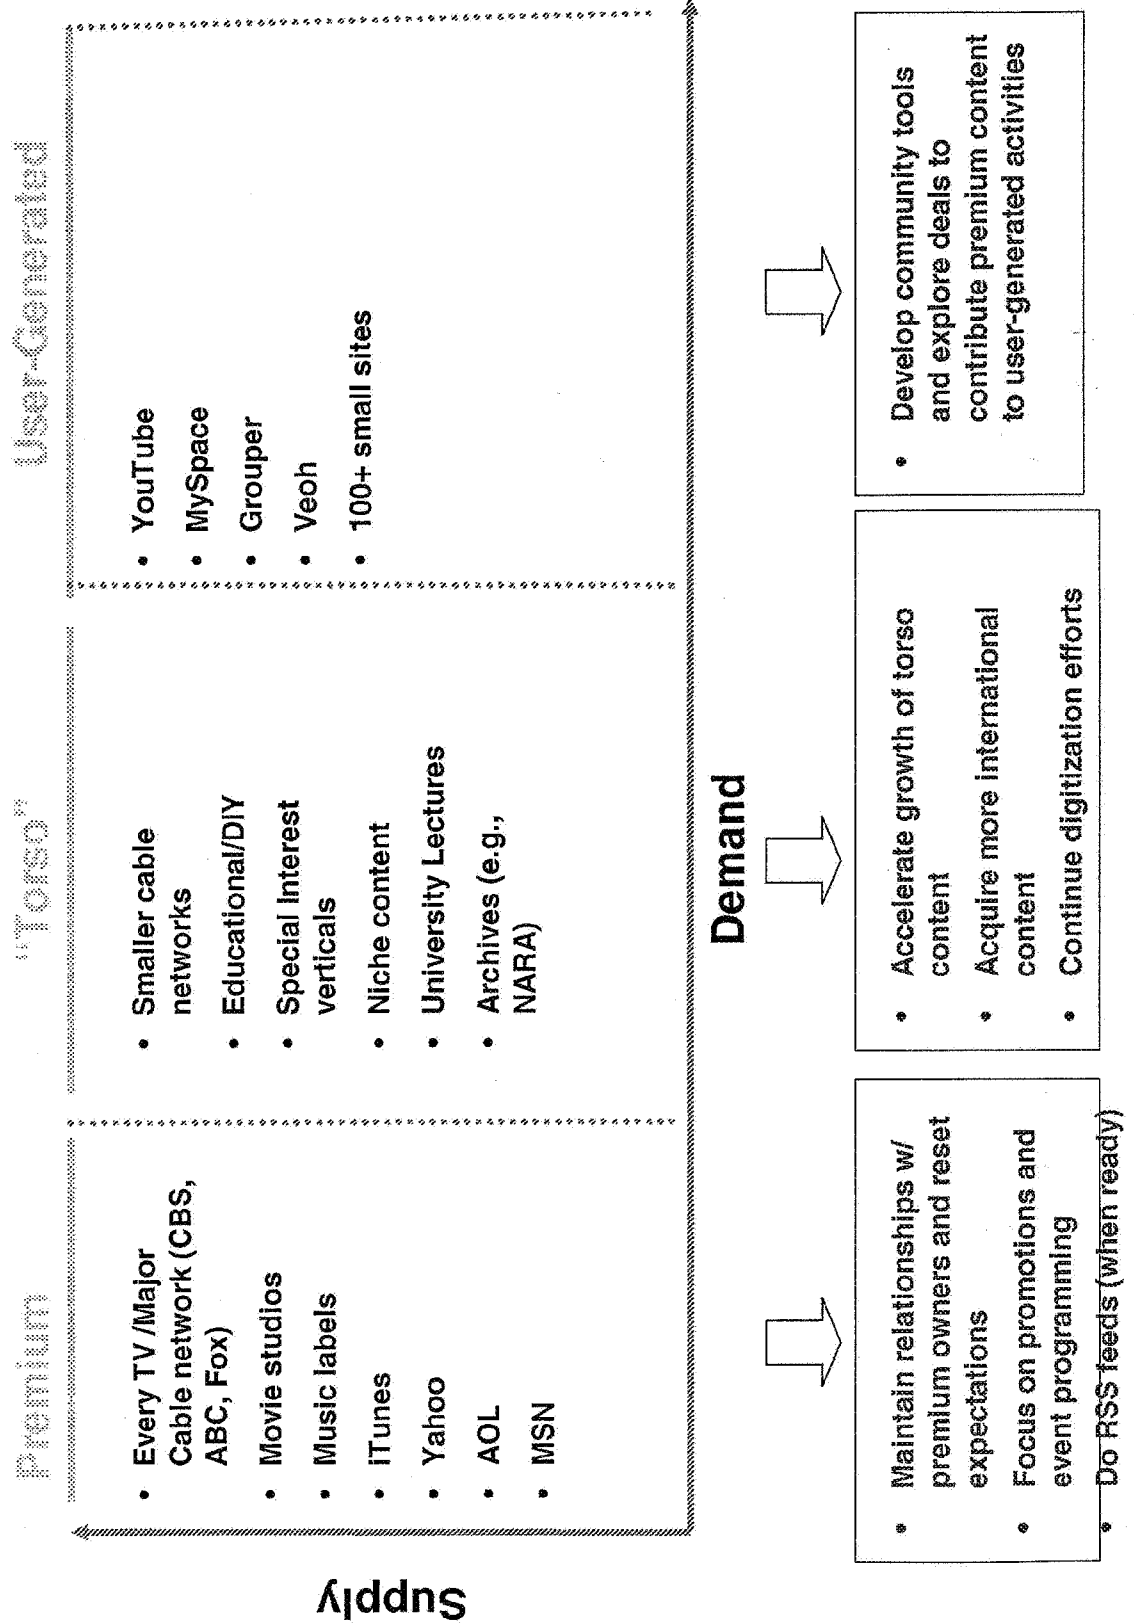 Premium
"Torso"
User-Generated
Supply
• Every TV /Major
Cable network (CBS,
ABC, Fox)
• Movie studios
• Music labels
• iTunes
• Yahoo
• AOL
• MSN
• Smaller cable
networks
• Educational/DIY
• Special Interest
verticals
• Niche content
• University Lectures
• Archives (e.g.,
NARA)
• YouTube
• MySpace
• Grouper
• Veoh
• 100+ small sites
Demand
• Maintain relationships w/
premium owners and reset
expectations
• Focus on promotions and
event programming
• Do RSS feeds (when ready)
• Accelerate growth of torso
content
• Acquire more international
content
• Continue digitization efforts
• Develop community tools
and explore deals to
contribute premium content
to user-generated activities